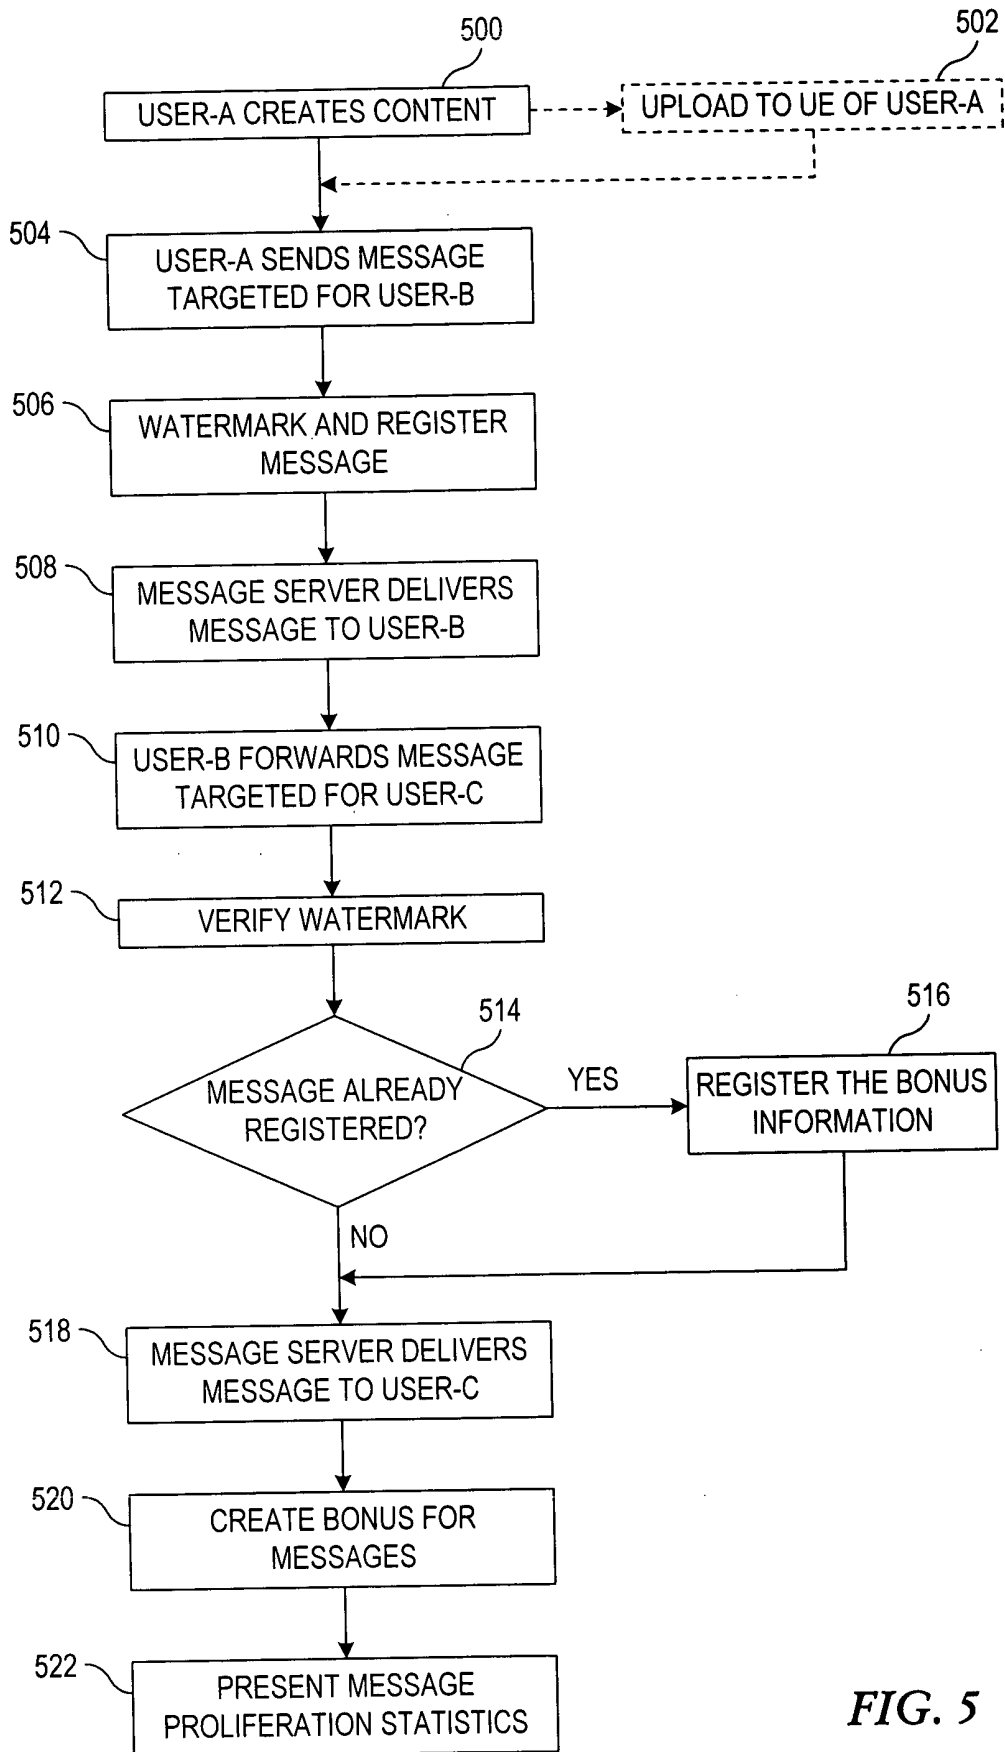 500
502
USER-A CREATES CONTENT
UPLOAD TO UE OF USER-A
504
USER-A SENDS MESSAGE
TARGETED FOR USER-B
506
WATERMARK AND REGISTER
MESSAGE
508
MESSAGE SERVER DELIVERS
MESSAGE TO USER-B
510
USER-B FORWARDS MESSAGE
TARGETED FOR USER-C
512
VERIFY WATERMARK
514
MESSAGE ALREADY
REGISTERED?
YES
516
REGISTER THE BONUS
INFORMATION
NO
518
MESSAGE SERVER DELIVERS
MESSAGE TO USER-C
520
CREATE BONUS FOR
MESSAGES
522
PRESENT MESSAGE
PROLIFERATION STATISTICS
FIG. 5